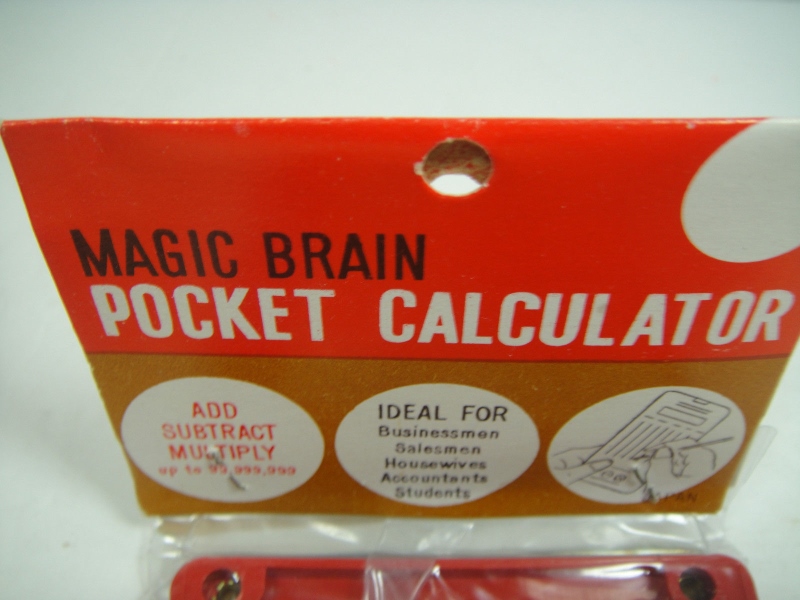 MAGIC BRAIN
POCKET CALCULATOR
ADD
SUBTRACT
MULTIPLY
up to 99,999,999
IDEAL FOR
Businessmen
Salesmen
Housewives
Accountants
Students
JAPAN